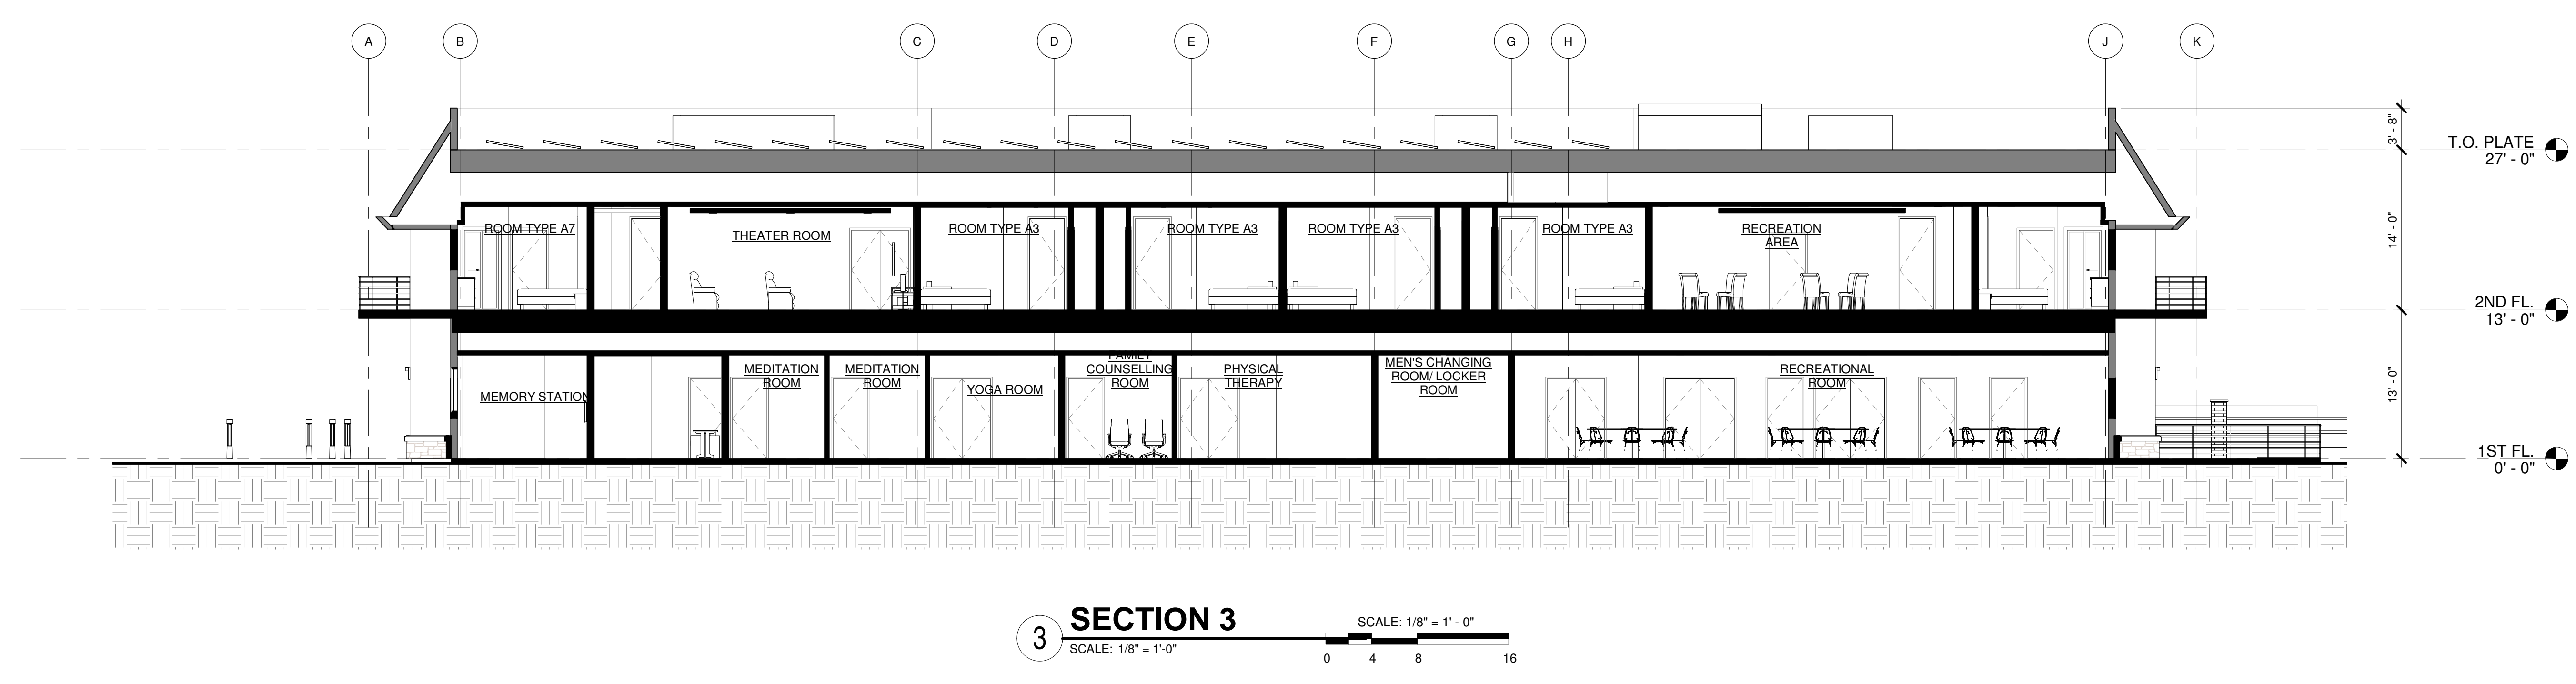 A B C D E F G H J K
3' - 8"
T.O. PLATE
27' - 0"
ROOM TYPE A7
THEATER ROOM
ROOM TYPE A3
ROOM TYPE A3
ROOM TYPE A3
ROOM TYPE A3
RECREATION
AREA
14' - 0"
2ND FL.
13' - 0"
MEMORY STATION
MEDITATION
ROOM
MEDITATION
ROOM
YOGA ROOM
FAMILY
COUNSELLING
ROOM
PHYSICAL
THERAPY
MEN'S CHANGING
ROOM/ LOCKER
ROOM
RECREATIONAL
ROOM
13' - 0"
1ST FL.
0' - 0"
3
SECTION 3
SCALE: 1/8" = 1'-0"
SCALE: 1/8" = 1' - 0"
0 4 8 16